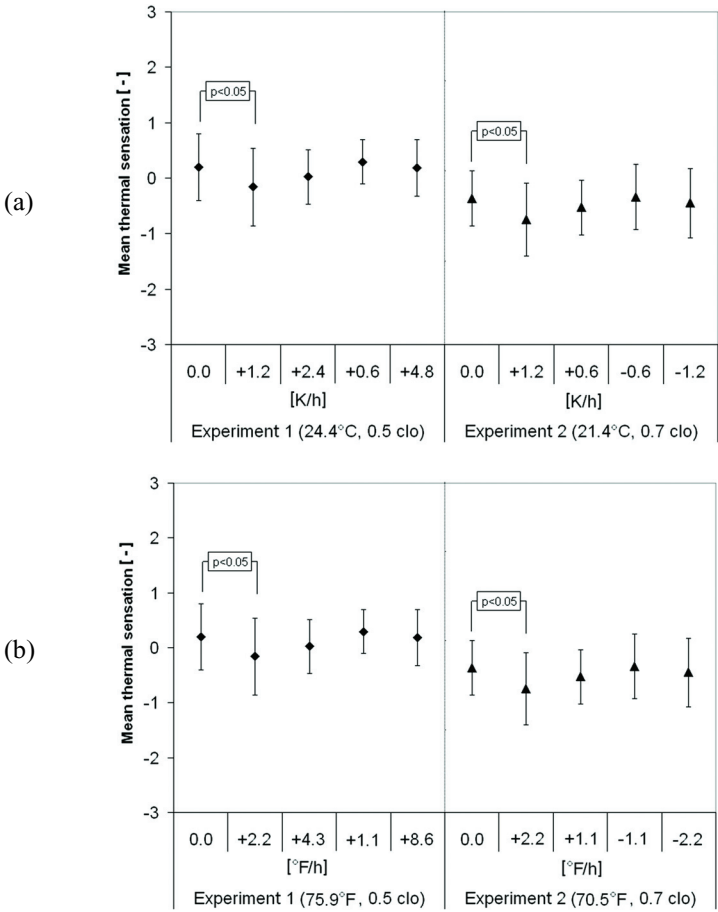 (a)
Mean thermal sensation [ - ]
3
2
1
0
-1
-2
-3
p<0.05
p<0.05
0.0 +1.2 +2.4 +0.6 +4.8 0.0 +1.2 +0.6 -0.6 -1.2
[K/h] [K/h]
Experiment 1 (24.4°C, 0.5 clo) Experiment 2 (21.4°C, 0.7 clo)
(b)
Mean thermal sensation [ - ]
3
2
1
0
-1
-2
-3
p<0.05
p<0.05
0.0 +2.2 +4.3 +1.1 +8.6 0.0 +2.2 +1.1 -1.1 -2.2
[°F/h] [°F/h]
Experiment 1 (75.9°F, 0.5 clo) Experiment 2 (70.5°F, 0.7 clo)